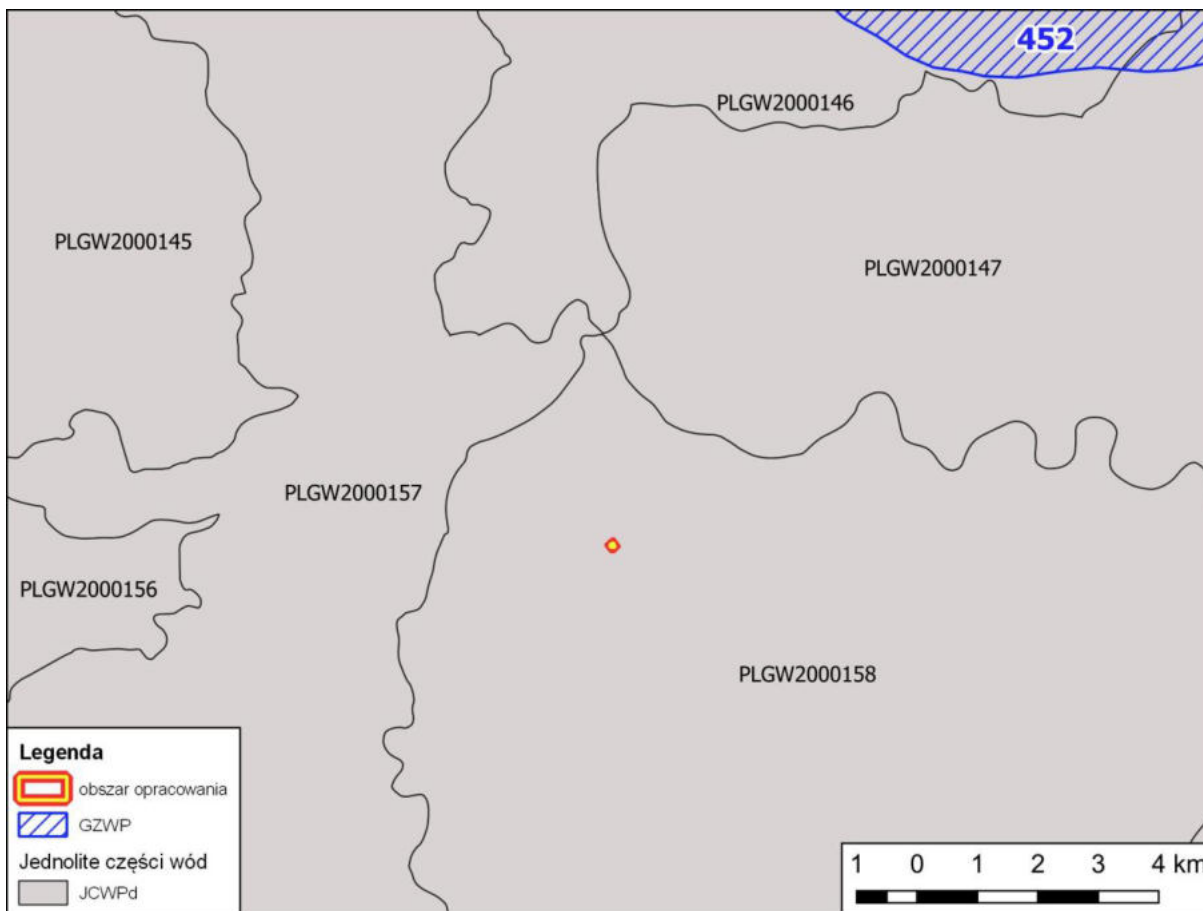 452
PLGW2000146
PLGW2000145
PLGW2000147
PLGW2000157
PLGW2000156
PLGW2000158
Legenda
obszar opracowania
GZWP
Jednolite części wód
JCWPd
1 0 1 2 3 4 km